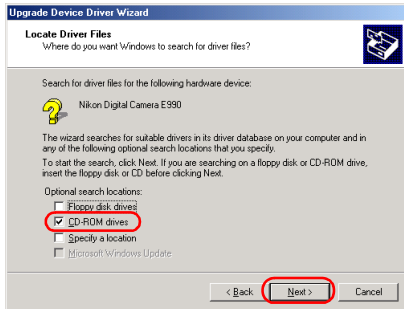 Upgrade Device Driver Wizard
Locate Driver Files
Where do you want Windows to search for driver files?
Search for driver files for the following hardware device:
Nikon Digital Camera E990
The wizard searches for suitable drivers in its driver database on your computer and in
any of the following optional search locations that you specify.
To start the search, click Next. If you are searching on a floppy disk or CD-ROM drive,
insert the floppy disk or CD before clicking Next.
Optional search locations:
Floppy disk drives
CD-ROM drives
Specify a location
Microsoft Windows Update
< Back Next > Cancel